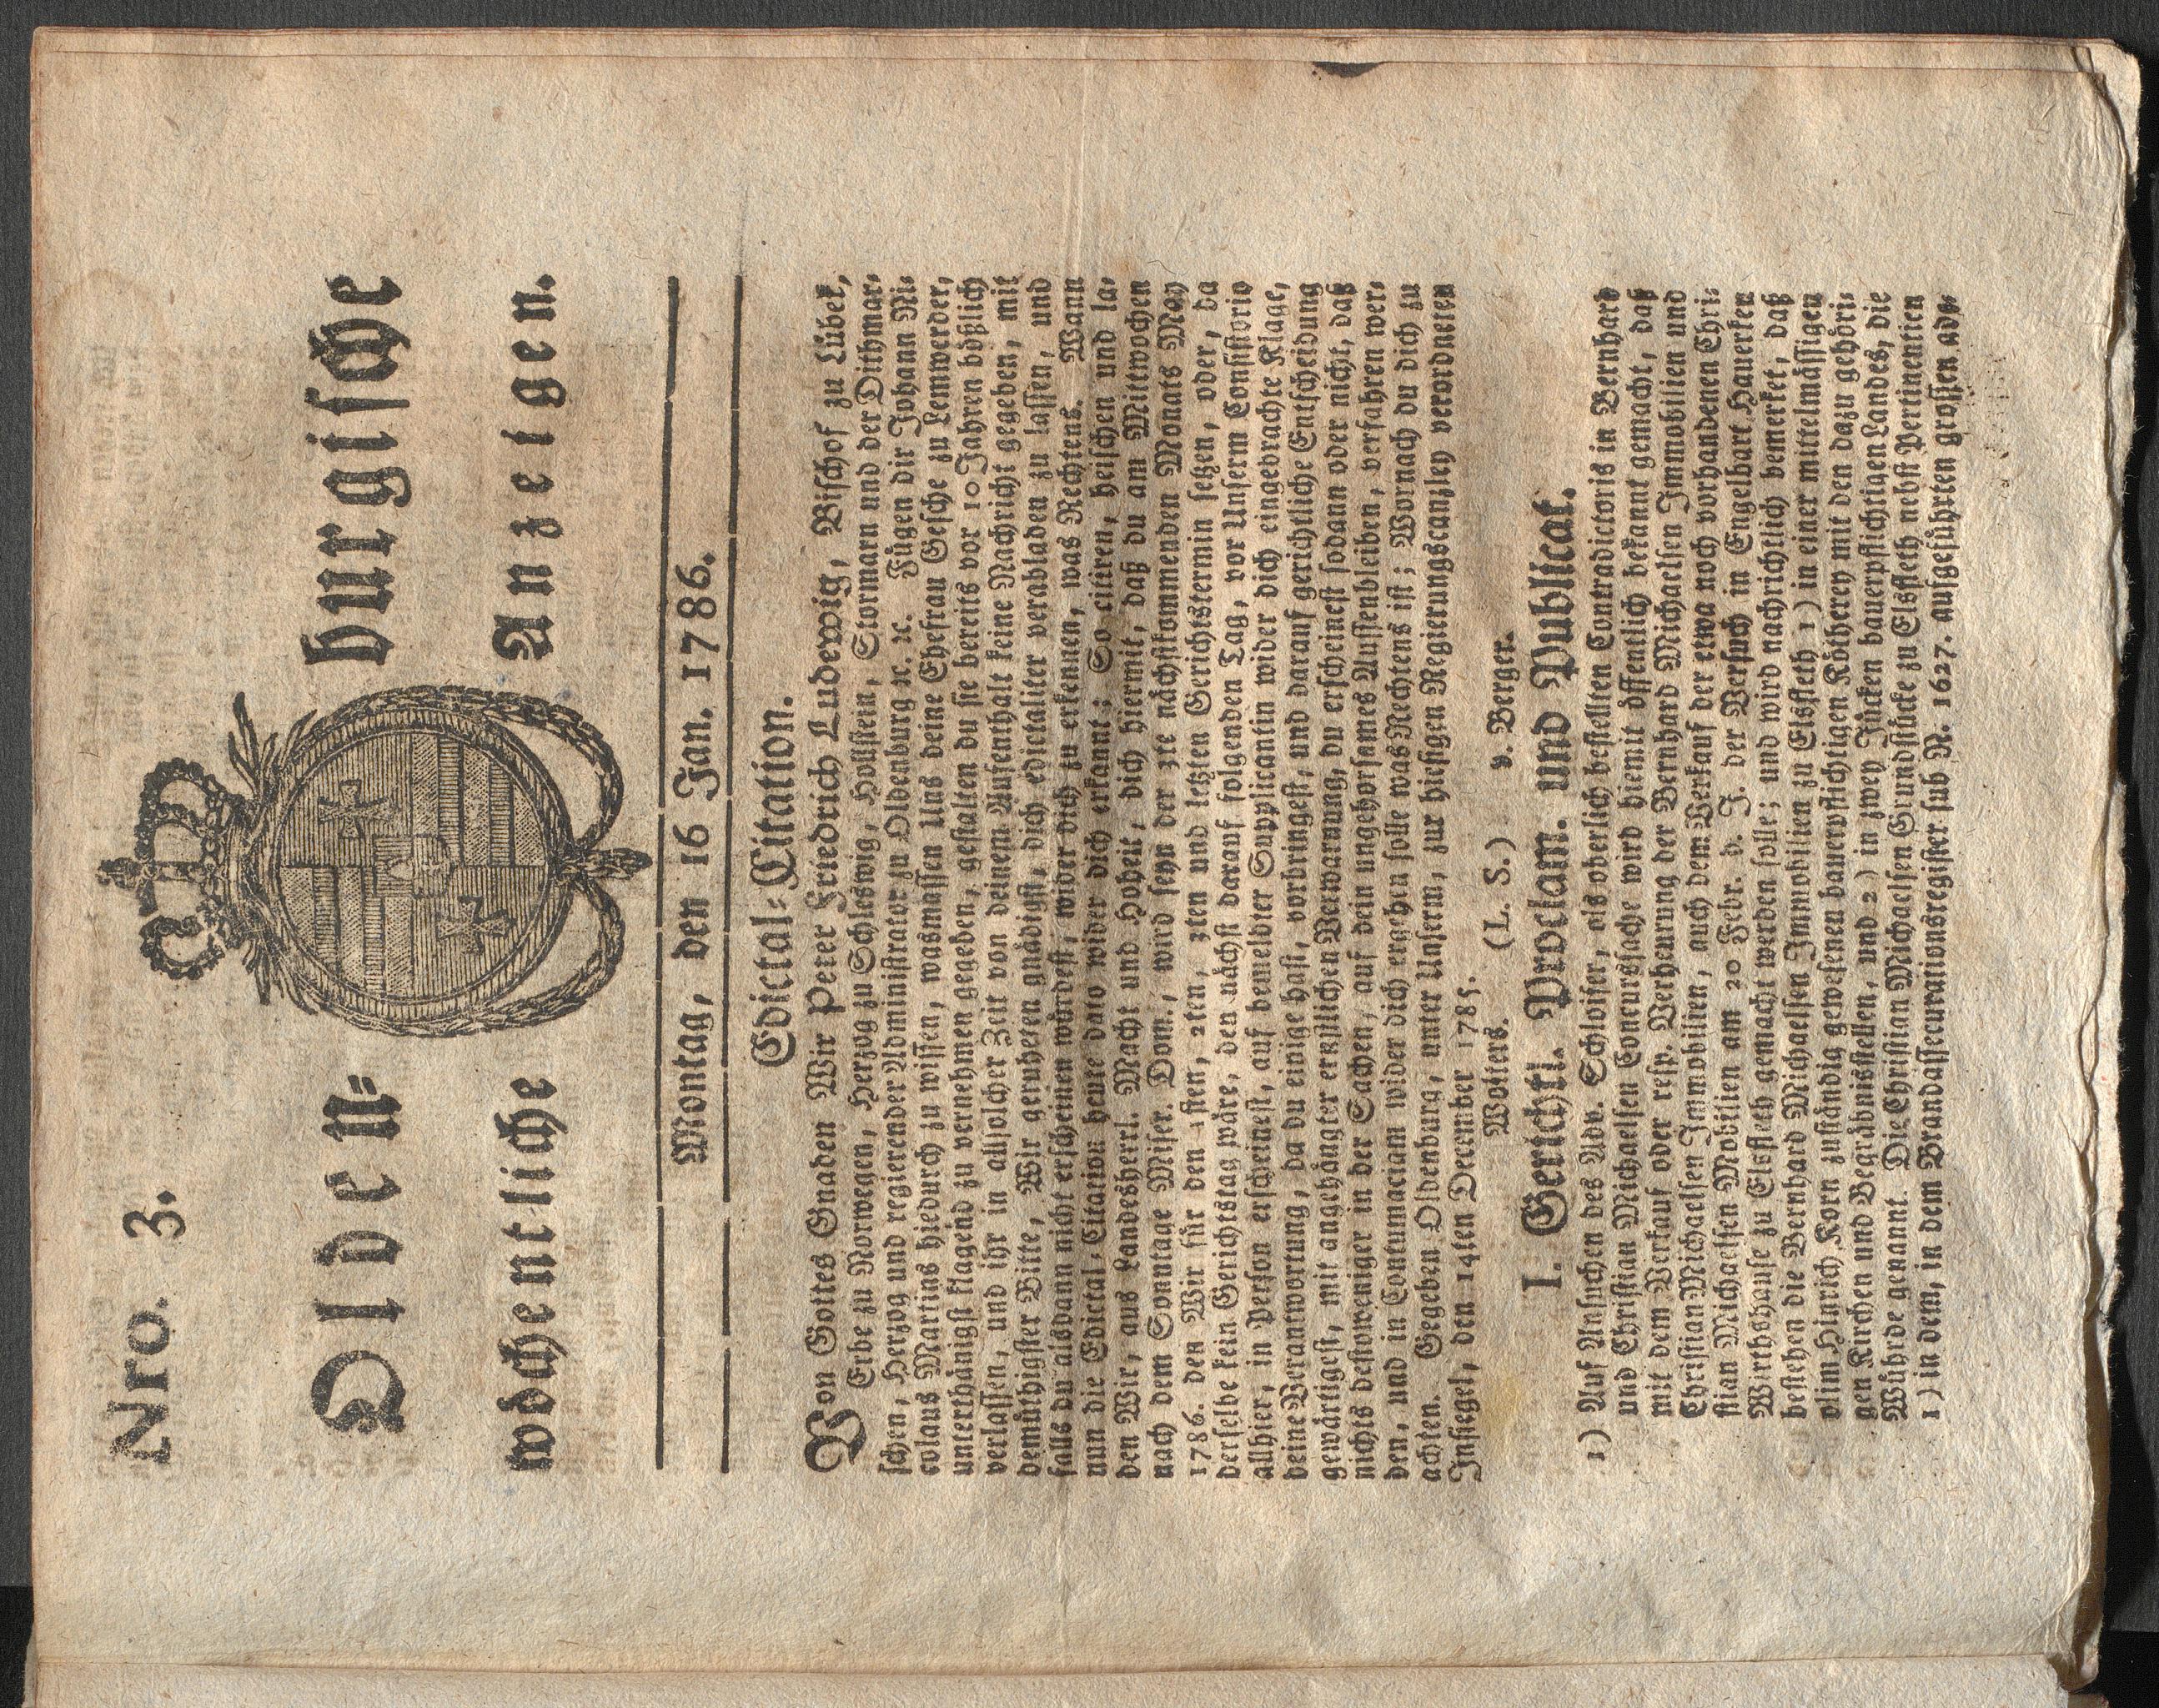 Nro. 3.
Olden= burgische
wöchentliche Anzeigen.
Montag, den 16 Jan. 1786.
Edictal=Citation.
Von Gottes Gnaden Wir Peter Friedrich Ludewig, Bischof zu Lübek,
Erbe zu Norwegen, Herzog zu Schleswig, Hollstein, Stormarn und der Dithmar=
schen, Herzog und regierender Administrator zu Oldenburg ꝛc. ꝛc. Fügen dir Johann Ni=
colaus Martins hiedurch zu wissen, wasmassen Uns deine Ehefrau Gesche zu Lemwerder,
unterthänigst klagend zu vernehmen gegeben, gestalten du sie bereits vor 10 Jahren bößlich
verlassen, und ihr in allsolcher Zeit von deinem Aufenthalt keine Nachricht gegeben, mit
demüthigster Bitte, Wir geruheten gnädigst, dich edictaliter verabladen zu lassen, und
falls du alsdann nicht erscheinen würdest, wider dich zu erkennen, was Rechtens. Wann
nun die Edictal=Citation heute dato wider dich erkant; So citiren, heischen und la=
den Wir, aus Landesherrl. Macht und Hoheit, dich hiermit, daß du am Mittwochen
nach dem Sonntage Miser. Dom., wird seyn der 3te nächstkommenden Monats May
1786. den Wir für den 1sten, 2ten, 3ten und letzten Gerichtstermin setzen, oder, da
derselbe kein Gerichtstag wäre, den nächst darauf folgenden Tag, vor Unserm Consistorio
allhier, in Person erscheinest, auf bemeldter Supplicantin wider dich eingebrachte Klage,
deine Verantwortung, da du einige hast, vorbringest, und darauf gerichtliche Entscheidung
gewärtigest, mit angehängter ernstlichen Verwarnung, du erscheinest sodann oder nicht, daß
nichts destoweniger in der Sachen, auf dein ungehorsames Aussenbleiben, verfahren wer=
den, und in Contumaciam wider dich ergehen solle was Rechtens ist; Wornach du dich zu
achten. Gegeben Oldenburg, unter Unserm, zur hiesigen Regierungscanzley verordneten
Insiegel, den 14ten December 1785.
Wolters. (L. S.) v. Berger.
I. Gerichtl. Proclam. und Publicat.
1) Auf Ansuchen des Adv. Schloifer, als oberlich bestellten Contradictoris in Bernhard
und Christian Michaelsen Concurssache wird hiemit öffentlich bekannt gemacht, daß
mit dem Verkauf oder resp. Verheurung der Bernhard Michaelsen Immobilien und
Christian Michaelsen Immobilien, auch dem Verkauf der etwa noch vorhandenen Chri=
stian Michaelsen Mobilien am 20 Febr. d. J. der Versuch in Engelbart Hauerken
Wirthshause zu Elsfleth gemacht werden solle; und wird nachrichtlich bemerket, daß
bestehen die Bernhard Michaelsen Immobilien zu Elsfleth 1) in einer mittelmässigen
olim Hinrich Korn zuständig gewesenen bauerpflichtigen Kötherey mit den dazu gehöri=
gen Kirchen und Begräbnisstellen, und 2) in zwey Jücken bauerpflichtigen Landes, die
Wührde genannt. Die Christian Michaelsen Grundstücke zu Elsfleth nebst Pertinentien
1) in dem, in dem Brandassecurationsregister sub N. 1627. aufgeführten grossen ade=